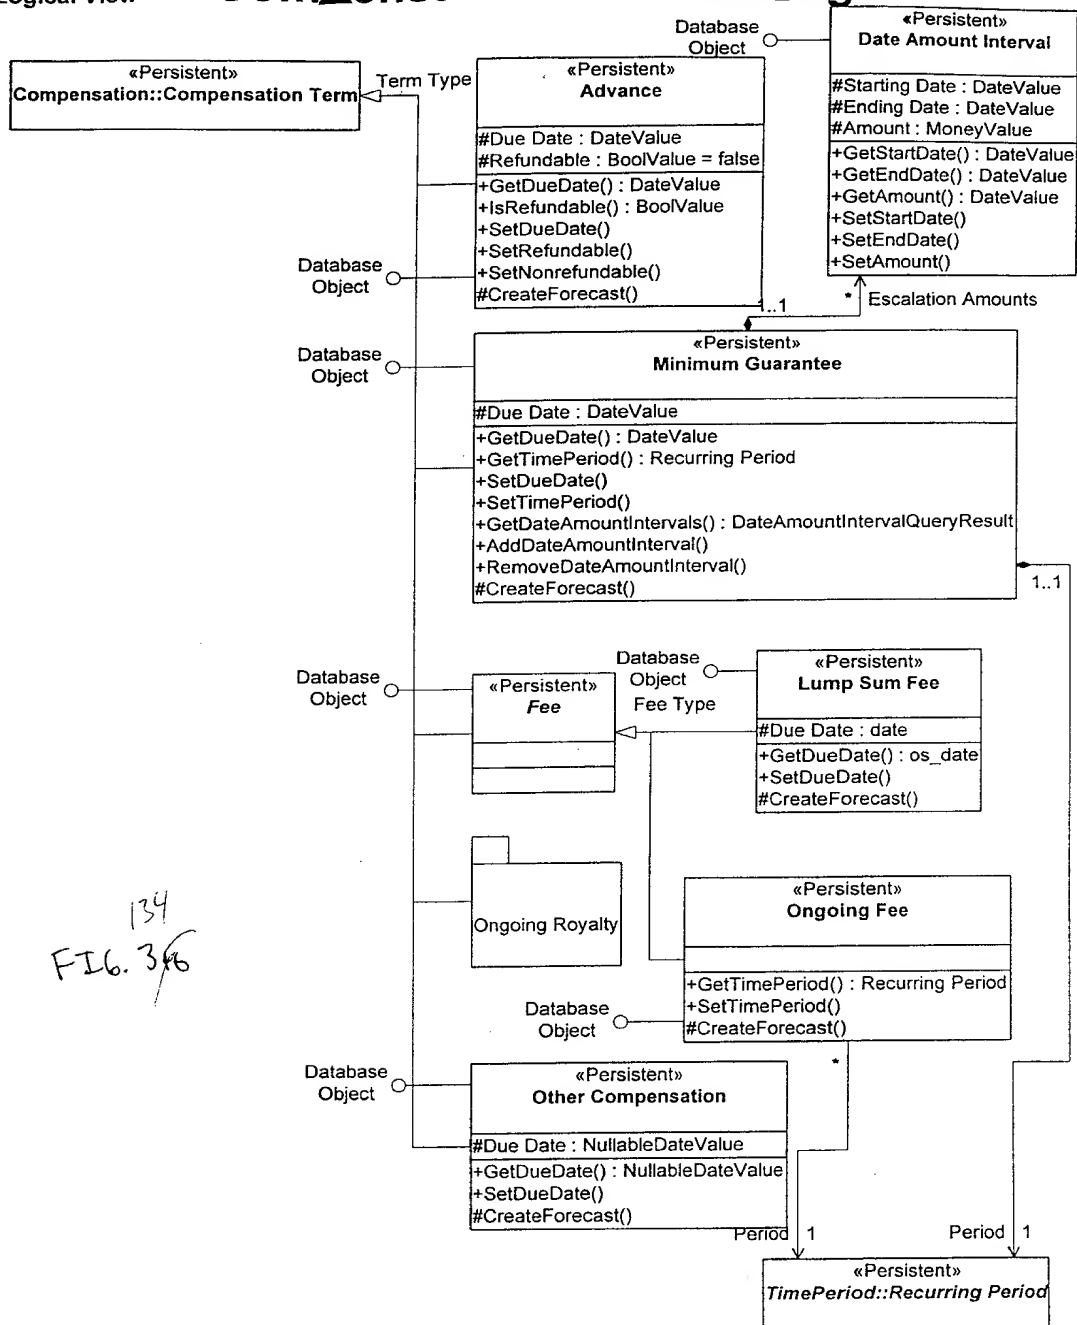 Logical View
Database
Object
«Persistent»
Date Amount Interval
#Starting Date : DateValue
#Ending Date : DateValue
#Amount : MoneyValue
+GetStartDate() : DateValue
+GetEndDate() : DateValue
+GetAmount() : DateValue
+SetStartDate()
+SetEndDate()
+SetAmount()
«Persistent»
Compensation::Compensation Term
Term Type
«Persistent»
Advance
#Due Date : DateValue
#Refundable : BoolValue = false
+GetDueDate() : DateValue
+IsRefundable() : BoolValue
+SetDueDate()
+SetRefundable()
+SetNonrefundable()
#CreateForecast()
Database
Object
1..1
*
Escalation Amounts
Database
Object
«Persistent»
Minimum Guarantee
#Due Date : DateValue
+GetDueDate() : DateValue
+GetTimePeriod() : Recurring Period
+SetDueDate()
+SetTimePeriod()
+GetDateAmountIntervals() : DateAmountIntervalQueryResult
+AddDateAmountInterval()
+RemoveDateAmountInterval()
#CreateForecast()
1..1
Database
Object
«Persistent»
Fee
Fee Type
Database
Object
«Persistent»
Lump Sum Fee
#Due Date : date
+GetDueDate() : os_date
+SetDueDate()
#CreateForecast()
Ongoing Royalty
«Persistent»
Ongoing Fee
+GetTimePeriod() : Recurring Period
+SetTimePeriod()
#CreateForecast()
Database
Object
*
134
FIG. 3
Database
Object
«Persistent»
Other Compensation
#Due Date : NullableDateValue
+GetDueDate() : NullableDateValue
+SetDueDate()
#CreateForecast()
Period 1
Period 1
«Persistent»
TimePeriod::Recurring Period